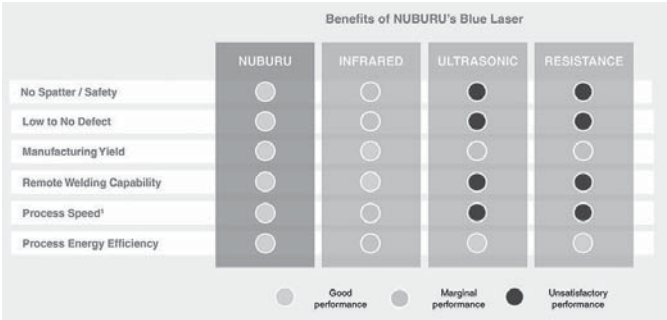 Benefits of NUBURU's Blue Laser
NUBURU INFRARED ULTRASONIC RESISTANCE
No Spatter / Safety
Low to No Defect
Manufacturing Yield
Remote Welding Capability
Process Speed¹
Process Energy Efficiency
Good performance
Marginal performance
Unsatisfactory performance